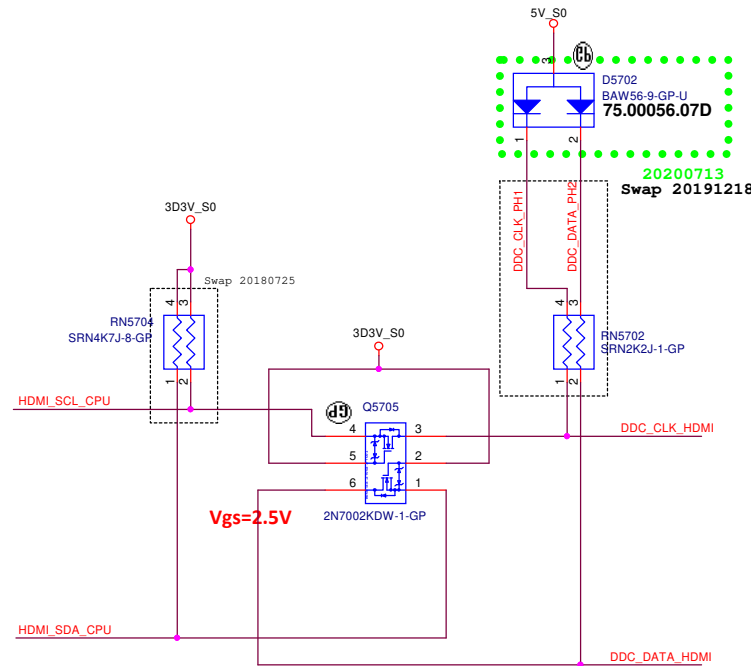 5V_S0
3
D5702
BAW56-9-GP-U
75.00056.07D
1
2
20200713
Swap 20191218
DDC_CLK_PH1
DDC_DATA_PH2
3D3V_S0
Swap 20180725
4
3
RN5704
SRN4K7J-8-GP
1
2
4
3
RN5702
SRN2K2J-1-GP
1
2
3D3V_S0
HDMI_SCL_CPU
GP
Q5705
4
3
DDC_CLK_HDMI
5
2
6
1
Vgs=2.5V
2N7002KDW-1-GP
HDMI_SDA_CPU
DDC_DATA_HDMI